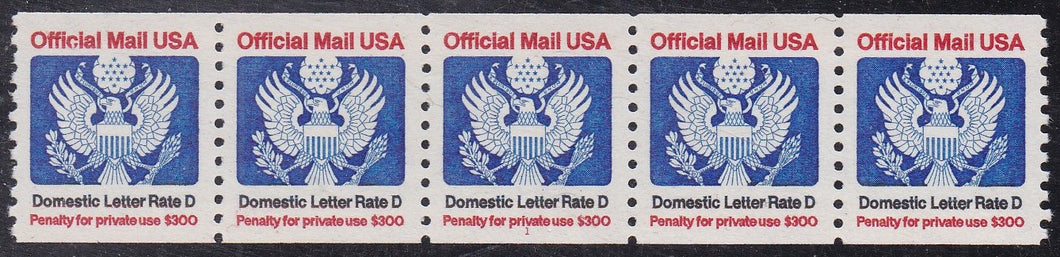 Official Mail USA Official Mail USA Official Mail USA Official Mail USA Official Mail USA
Domestic Letter Rate D Domestic Letter Rate D Domestic Letter Rate D Domestic Letter Rate D Domestic Letter Rate D
Penalty for private use $300 Penalty for private use $300 Penalty for private use $300 Penalty for private use $300 Penalty for private use $300
1